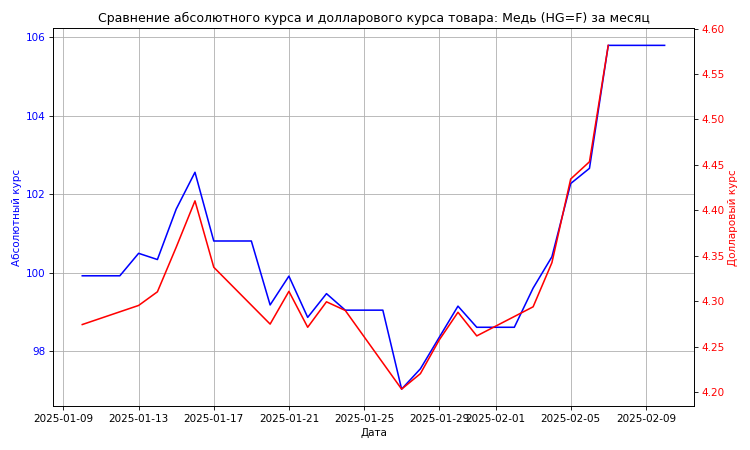 Сравнение абсолютного курса и долларового курса товара: Медь (HG=F) за месяц
106
104
102
100
98
Абсолютный курс
4.60
4.55
4.50
4.45
4.40
4.35
4.30
4.25
4.20
Долларовый курс
2025-01-09 2025-01-13 2025-01-17 2025-01-21 2025-01-25 2025-01-29 2025-02-01 2025-02-05 2025-02-09
Дата